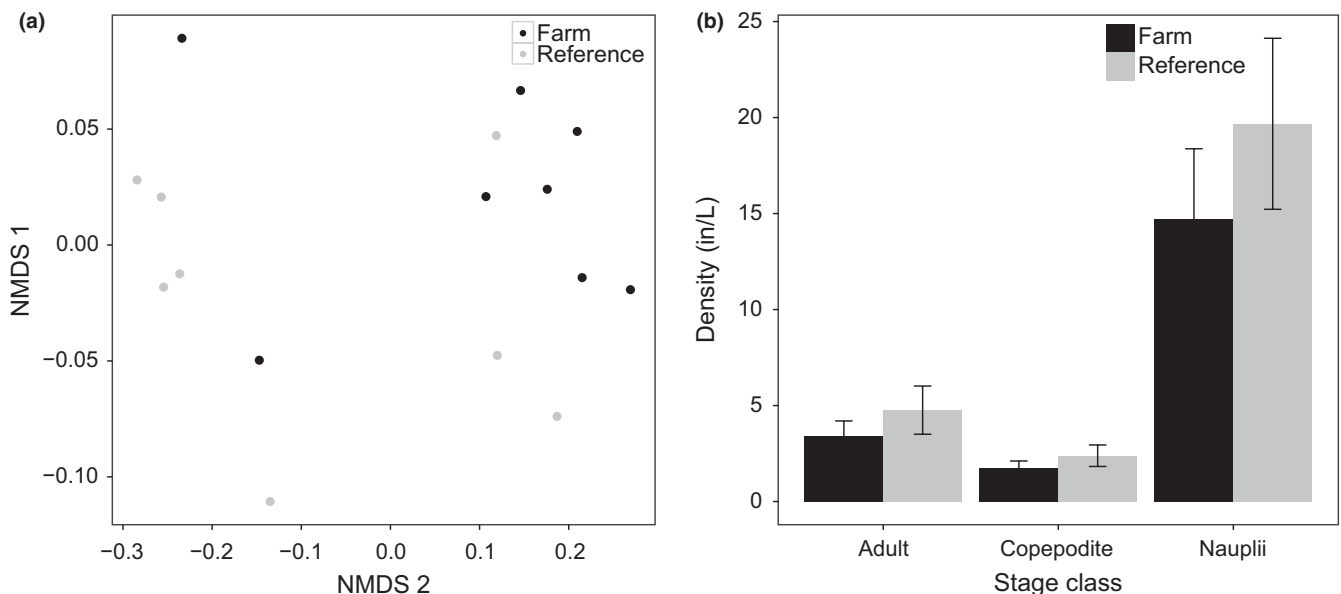 (a)
Farm
Reference
0.05
0.00
−0.05
−0.10
NMDS 1
−0.3
−0.2
−0.1
0.0
0.1
0.2
NMDS 2
(b)
Farm
Reference
25
20
15
10
5
0
Density (in/L)
Adult
Copepodite
Nauplii
Stage class